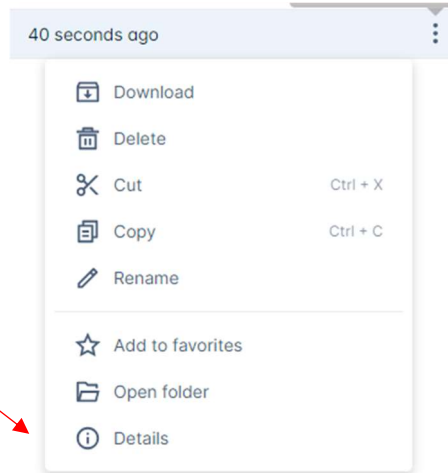 40 seconds ago
Download
Delete
Cut Ctrl + X
Copy Ctrl + C
Rename
Add to favorites
Open folder
Details